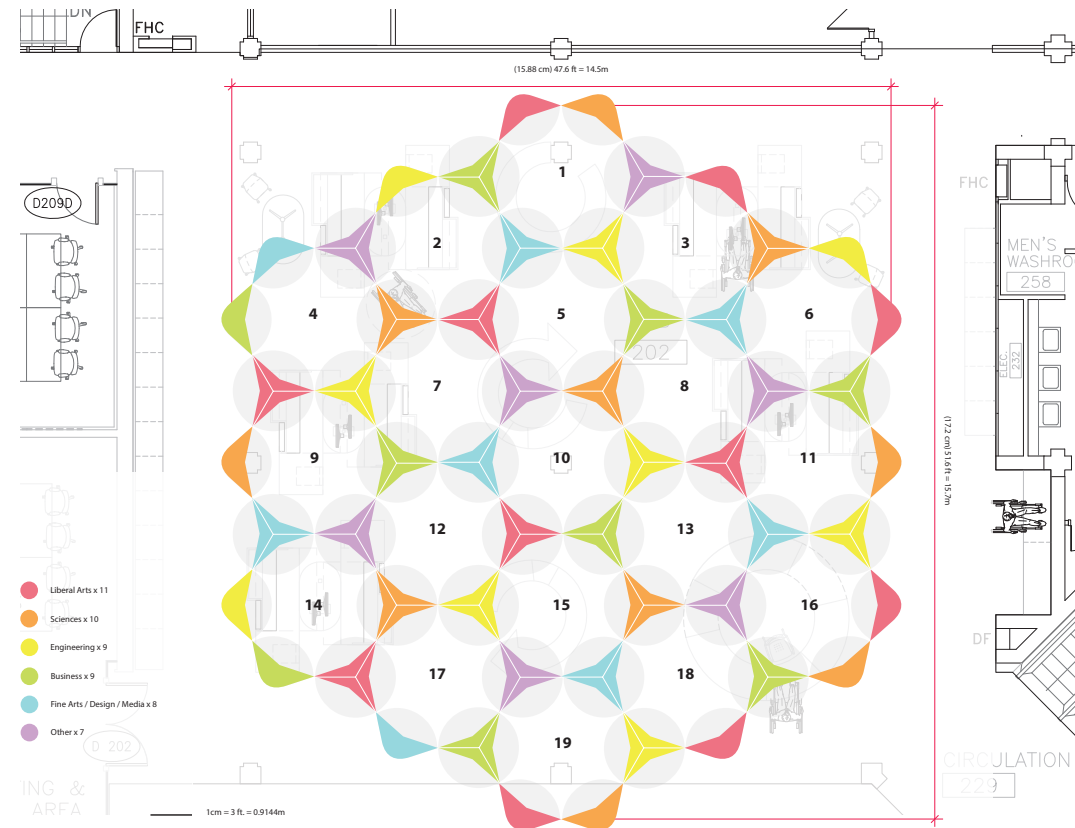 DN
FHC
(15.88 cm) 47.6 ft = 14.5m
1
D209D
FHC
2
3
MEN'S
WASHRO
258
4
5
6
202
ELEC.
232
7
8
(17.2 cm) 51.6 ft = 15.7m
9
10
11
12
13
Liberal Arts x 11
14
15
16
Sciences x 10
DF
Engineering x 9
Business x 9
17
18
Fine Arts / Design / Media x 8
Other x 7
D 202
19
CIRCULATION
229
ING &
AREA
1cm = 3 ft. = 0.9144m